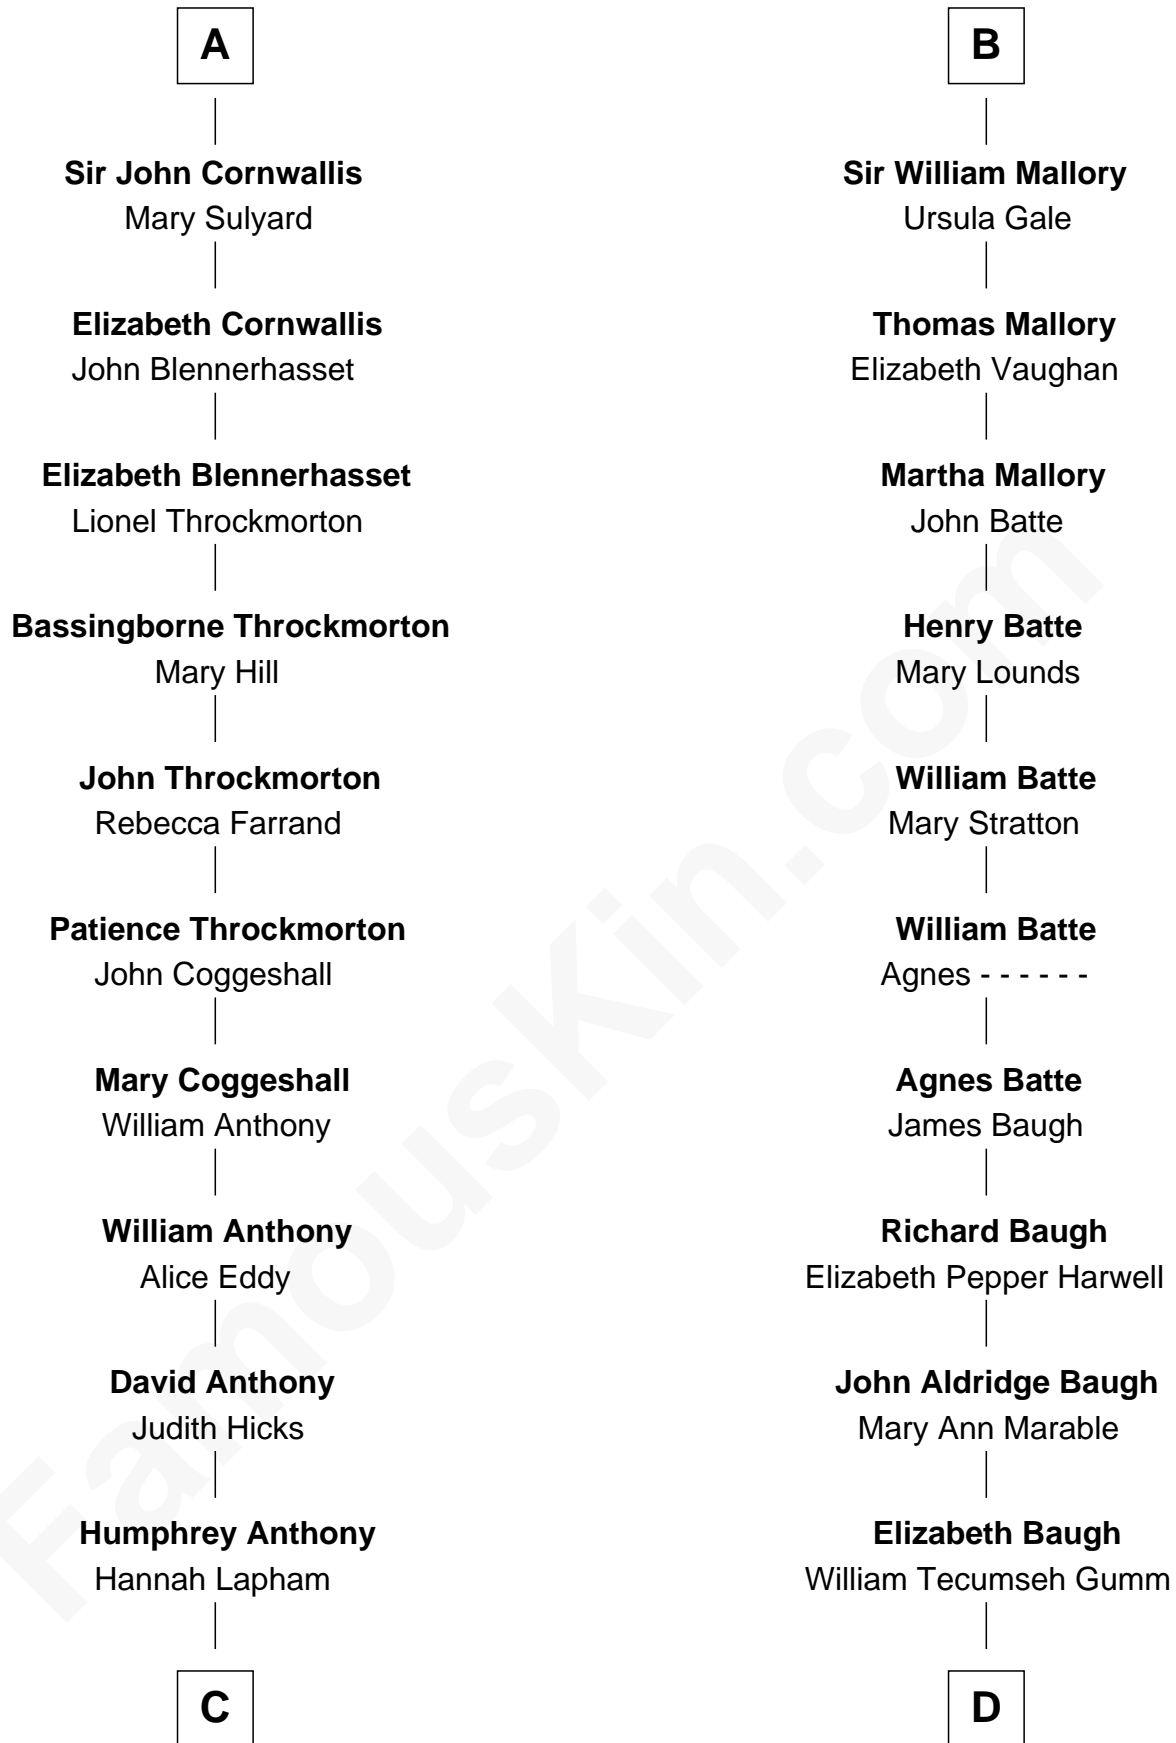 A
Sir John Cornwallis
Mary Sulyard
Elizabeth Cornwallis
John Blennerhasset
Elizabeth Blennerhasset
Lionel Throckmorton
Bassingborne Throckmorton
Mary Hill
John Throckmorton
Rebecca Farrand
Patience Throckmorton
John Coggeshall
Mary Coggeshall
William Anthony
William Anthony
Alice Eddy
David Anthony
Judith Hicks
Humphrey Anthony
Hannah Lapham
C
B
Sir William Mallory
Ursula Gale
Thomas Mallory
Elizabeth Vaughan
Martha Mallory
John Batte
Henry Batte
Mary Lounds
William Batte
Mary Stratton
William Batte
Agnes - - - - - -
Agnes Batte
James Baugh
Richard Baugh
Elizabeth Pepper Harwell
John Aldridge Baugh
Mary Ann Marable
Elizabeth Baugh
William Tecumseh Gumm
D
FamousKin.com